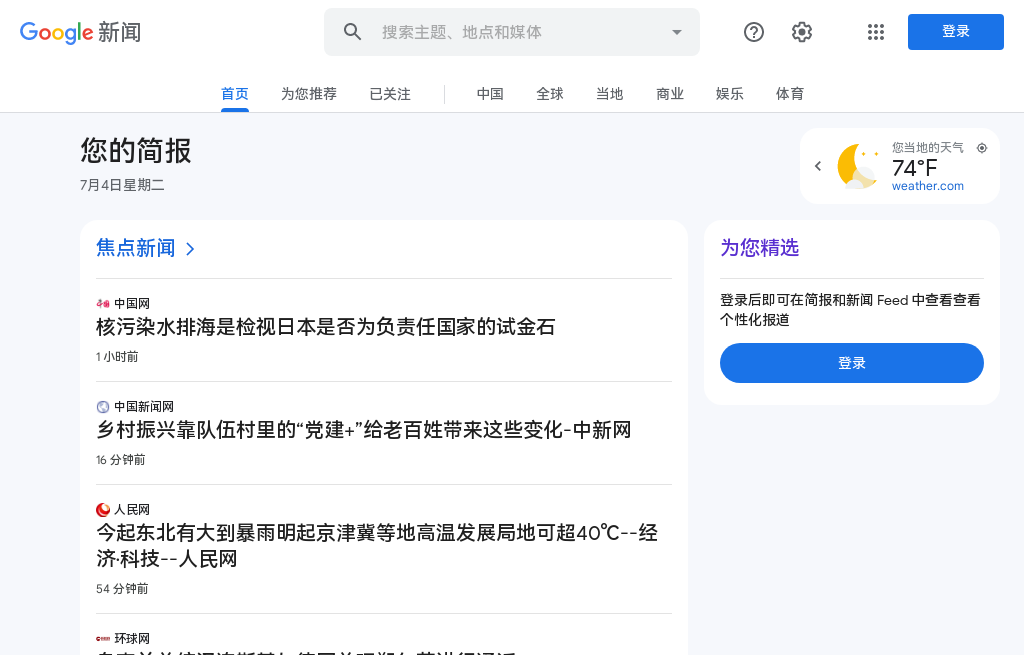 Google 新闻
搜索主题、地点和媒体
登录
首页
为您推荐
已关注
中国
全球
当地
商业
娱乐
体育
您的简报
7月4日星期二
您当地的天气
74°F
weather.com
焦点新闻
中国网
核污染水排海是检视日本是否为负责任国家的试金石
1 小时前
中国新闻网
乡村振兴靠队伍村里的“党建+”给老百姓带来这些变化-中新网
16 分钟前
人民网
今起东北有大到暴雨明起京津冀等地高温发展局地可超40℃--经
济·科技--人民网
54 分钟前
环球网
为您精选
登录后即可在简报和新闻 Feed 中查看查看
个性化报道
登录